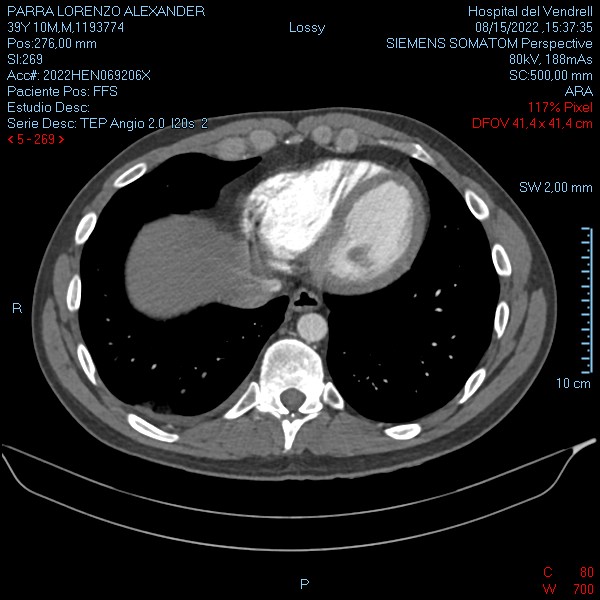 PARRA LORENZO ALEXANDER
39Y 10M,M,1193774
Pos:276,00 mm
SI:269
Acc#: 2022HEN069206X
Paciente Pos: FFS
Estudio Desc:
Serie Desc: TEP Angio 2.0 I20s 2
< 5 - 269 >
Lossy
Hospital del Vendrell
08/15/2022 ,15:37:35
SIEMENS SOMATOM Perspective
80kV, 188mAs
SC:500,00 mm
ARA
117% Pixel
DFOV 41,4 x 41,4 cm
SW 2,00 mm
R
10 cm
P
C 80
W 700